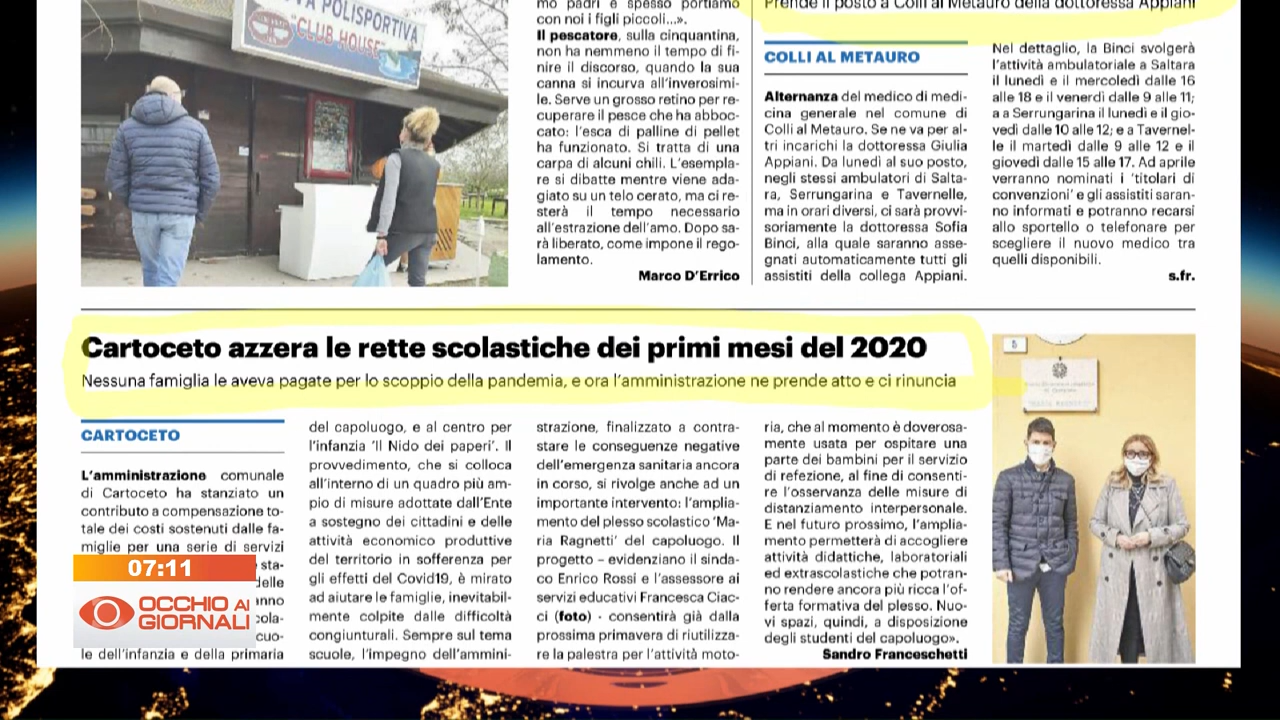 VA POLISPORTIVA
"CLUB HOUSE"
mo padri e spesso portiamo
con noi i figli piccoli...».
Il pescatore, sulla cinquantina,
non ha nemmeno il tempo di fi-
nire il discorso, quando la sua
canna si incurva all'inverosimi-
le. Serve un grosso retino per re-
cuperare il pesce che ha abboc-
cato: l'esca di palline di pellet
ha funzionato. Si tratta di una
carpa di alcuni chili. L'esempla-
re si dibatte mentre viene ada-
giato su un telo cerato, ma ci re-
sterà il tempo necessario
all'estrazione dell'amo. Dopo sa-
rà liberato, come impone il rego-
lamento.
Marco D'Errico
Prende il posto a Colli al Metauro della dottoressa Appiani
COLLI AL METAURO
Alternanza del medico di medi-
cina generale nel comune di
Colli al Metauro. Se ne va per al-
tri incarichi la dottoressa Giulia
Appiani. Da lunedì al suo posto,
negli stessi ambulatori di Salta-
ra, Serrungarina e Tavernelle,
ma in orari diversi, ci sarà provvi-
soriamente la dottoressa Sofia
Binci, alla quale saranno asse-
gnati automaticamente tutti gli
assistiti della collega Appiani.
Nel dettaglio, la Binci svolgerà
l'attività ambulatoriale a Saltara
il lunedì e il mercoledì dalle 16
alle 18 e il venerdì dalle 9 alle 11;
a a Serrungarina il lunedì e il gio-
vedì dalle 10 alle 12; e a Tavernel-
le il martedì dalle 9 alle 12 e il
giovedì dalle 15 alle 17. Ad aprile
verranno nominati i 'titolari di
convenzioni' e gli assistiti saran-
no informati e potranno recarsi
allo sportello o telefonare per
scegliere il nuovo medico tra
quelli disponibili.
s.fr.
Cartoceto azzera le rette scolastiche dei primi mesi del 2020
Nessuna famiglia le aveva pagate per lo scoppio della pandemia, e ora l'amministrazione ne prende atto e ci rinuncia
CARTOCETO
L'amministrazione comunale
di Cartoceto ha stanziato un
contributo a compensazione to-
tale dei costi sostenuti dalle fa-
miglie per una serie di servizi
sta-
delle
anno
cola-
cuo-
le dell'infanzia e della primaria
del capoluogo, e al centro per
l'infanzia 'Il Nido dei paperi'. Il
provvedimento, che si colloca
all'interno di un quadro più am-
pio di misure adottate dall'Ente
a sostegno dei cittadini e delle
attività economico produttive
del territorio in sofferenza per
gli effetti del Covid19, è mirato
ad aiutare le famiglie, inevitabil-
mente colpite dalle difficoltà
congiunturali. Sempre sul tema
scuole, l'impegno dell'ammini-
strazione, finalizzato a contra-
stare le conseguenze negative
dell'emergenza sanitaria ancora
in corso, si rivolge anche ad un
importante intervento: l'amplia-
mento del plesso scolastico 'Ma-
ria Ragnetti' del capoluogo. Il
progetto – evidenziano il sinda-
co Enrico Rossi e l'assessore ai
servizi educativi Francesca Ciac-
ci (foto) - consentirà già dalla
prossima primavera di riutilizza-
re la palestra per l'attività moto-
ria, che al momento è doverosa-
mente usata per ospitare una
parte dei bambini per il servizio
di refezione, al fine di consenti-
re l'osservanza delle misure di
distanziamento interpersonale.
E nel futuro prossimo, l'amplia-
mento permetterà di accogliere
attività didattiche, laboratoriali
ed extrascolastiche che potran-
no rendere ancora più ricca l'of-
ferta formativa del plesso. Nuo-
vi spazi, quindi, a disposizione
degli studenti del capoluogo».
Sandro Franceschetti
5
07:11
OCCHIO AI
GIORNALI